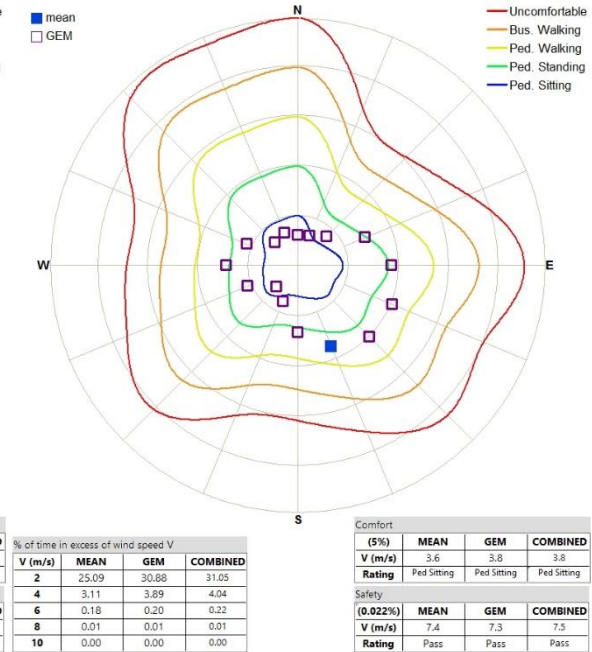 mean
GEM
N
Uncomfortable
Bus. Walking
Ped. Walking
Ped. Standing
Ped. Sitting
W
E
S
% of time in excess of wind speed V
V (m/s) MEAN GEM COMBINED
2 25.09 30.88 31.05
4 3.11 3.89 4.04
6 0.18 0.20 0.22
8 0.01 0.01 0.01
10 0.00 0.00 0.00
Comfort
(5%) MEAN GEM COMBINED
V (m/s) 3.6 3.8 3.8
Rating Ped Sitting Ped Sitting Ped Sitting
Safety
(0.022%) MEAN GEM COMBINED
V (m/s) 7.4 7.3 7.5
Rating Pass Pass Pass